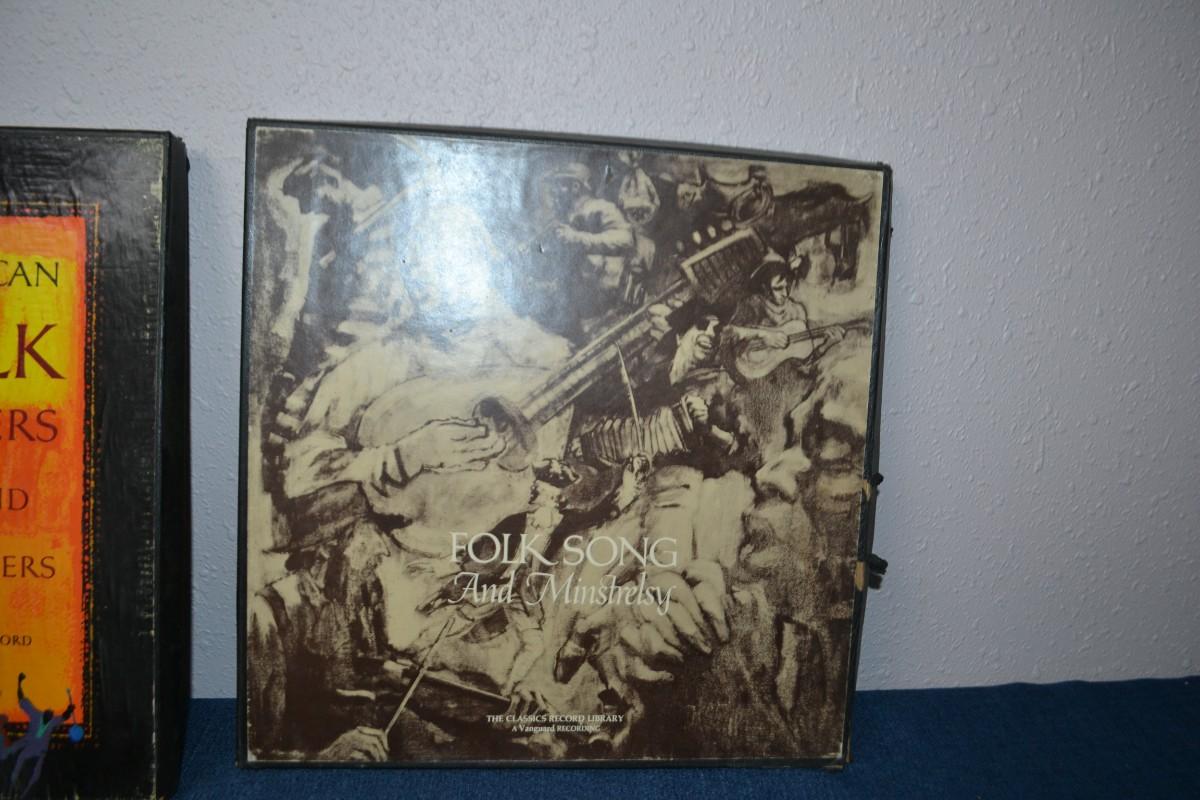 CAN
LK
ERS
ND
ERS
ORD
FOLK SONG
And Minstrelsy
THE CLASSICS RECORD LIBRARY
A Vanguard RECORDING